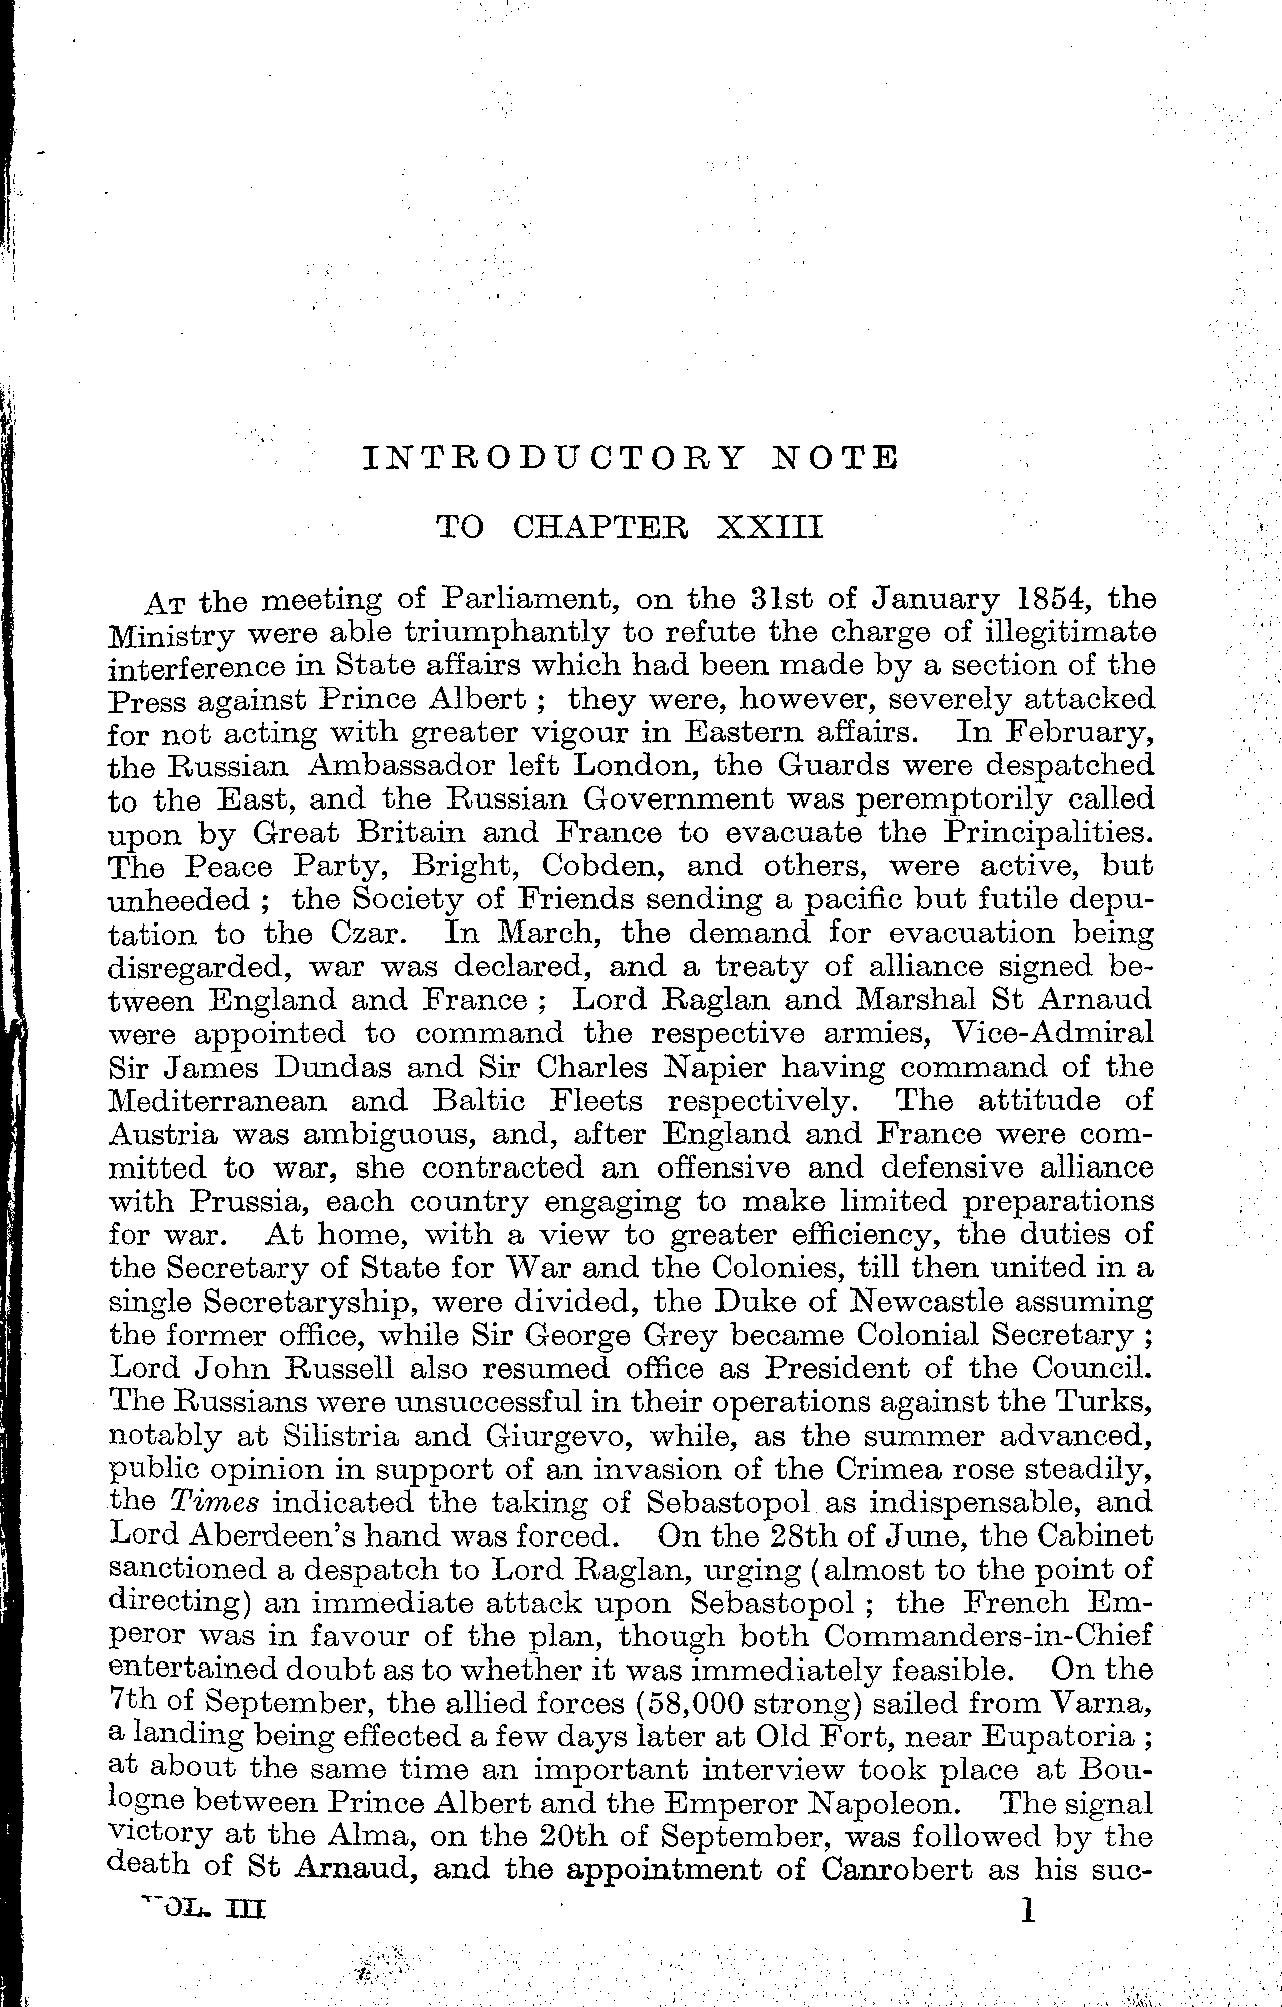 INTRODUCTORY NOTE
TO CHAPTER XXIII
AT the meeting of Parliament, on the 31st of January 1854, the
Ministry were able triumphantly to refute the charge of illegitimate
interference in State affairs which had been made by a section of the
Press against Prince Albert ; they were, however, severely attacked
for not acting with greater vigour in Eastern affairs. In February,
the Russian Ambassador left London, the Guards were despatched
to the East, and the Russian Government was peremptorily called
upon by Great Britain and France to evacuate the Principalities.
The Peace Party, Bright, Cobden, and others, were active, but
unheeded ; the Society of Friends sending a pacific but futile depu-
tation to the Czar. In March, the demand for evacuation being
disregarded, war was declared, and a treaty of alliance signed be-
tween England and France ; Lord Raglan and Marshal St Arnaud
were appointed to command the respective armies, Vice-Admiral
Sir James Dundas and Sir Charles Napier having command of the
Mediterranean and Baltic Fleets respectively. The attitude of
Austria was ambiguous, and, after England and France were com-
mitted to war, she contracted an offensive and defensive alliance
with Prussia, each country engaging to make limited preparations
for war. At home, with a view to greater efficiency, the duties of
the Secretary of State for War and the Colonies, till then united in a
single Secretaryship, were divided, the Duke of Newcastle assuming
the former office, while Sir George Grey became Colonial Secretary ;
Lord John Russell also resumed office as President of the Council.
The Russians were unsuccessful in their operations against the Turks,
notably at Silistria and Giurgevo, while, as the summer advanced,
public opinion in support of an invasion of the Crimea rose steadily,
the Times indicated the taking of Sebastopol as indispensable, and
Lord Aberdeen's hand was forced. On the 28th of June, the Cabinet
sanctioned a despatch to Lord Raglan, urging (almost to the point of
directing) an immediate attack upon Sebastopol ; the French Em-
peror was in favour of the plan, though both Commanders-in-Chief
entertained doubt as to whether it was immediately feasible. On the
7th of September, the allied forces (58,000 strong) sailed from Varna,
a landing being effected a few days later at Old Fort, near Eupatoria ;
at about the same time an important interview took place at Bou-
logne between Prince Albert and the Emperor Napoleon. The signal
victory at the Alma, on the 20th of September, was followed by the
death of St Arnaud, and the appointment of Canrobert as his suc-
VOL. III 1